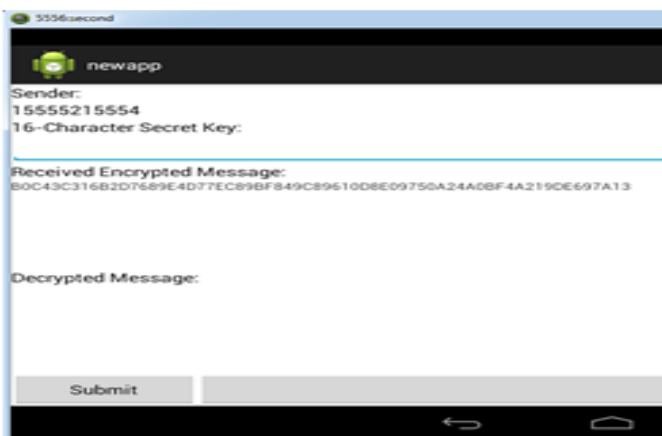 5556:second
newapp
Sender:
15555215554
16-Character Secret Key:
Received Encrypted Message:
B0C43C316B2D7689E4D77EC89BF849C89610D8E09750A24A0BF4A219DE697A13
Decrypted Message:
Submit